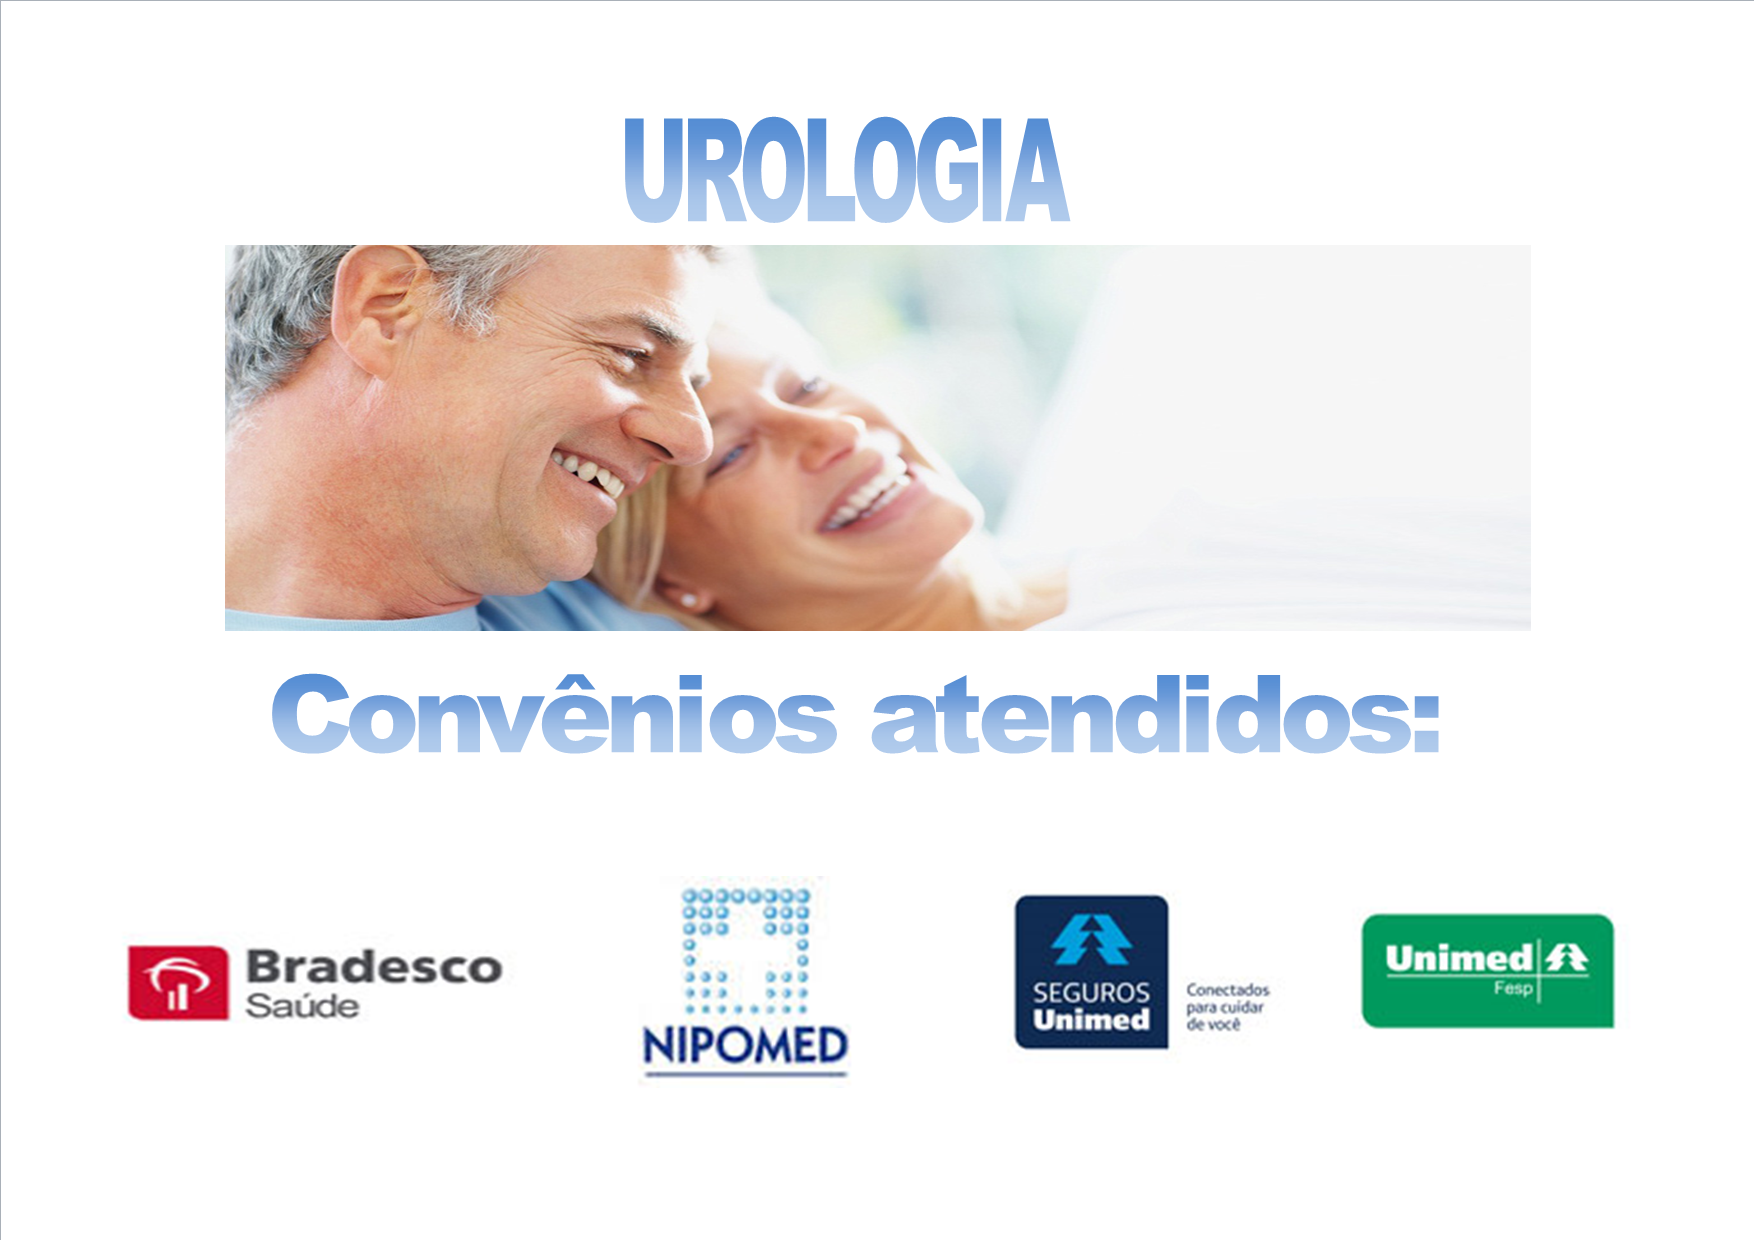 UROLOGIA
Convênios atendidos:
Bradesco
Saúde
NIPOMED
SEGUROS
Unimed
Conectados
para cuidar
de você
Unimed
Fesp